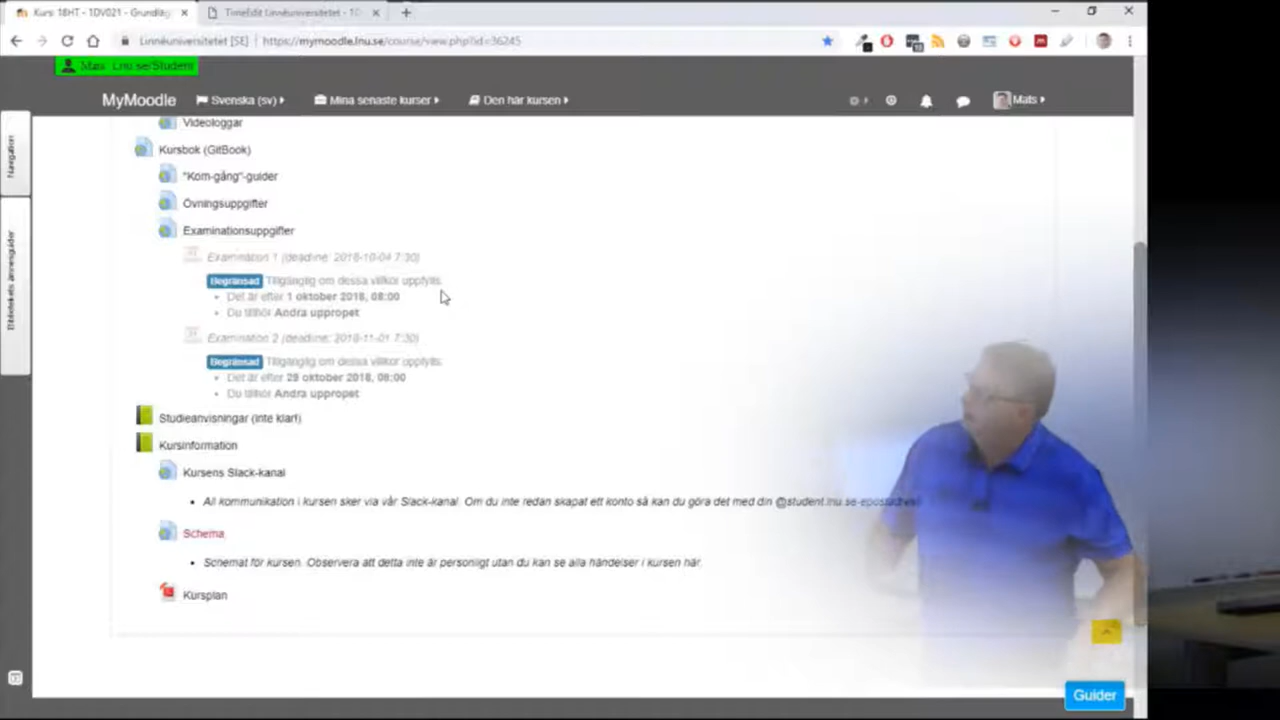 Kurs: 18HT - 1DV021 - Grundläg
TimeEdit Linnéuniversitetet - 1D
Linnéuniversitetet [SE] | https://mymoodle.lnu.se/course/view.php?id=36245
Mats: Lnu.se/Student
MyMoodle Svenska (sv) Mina senaste kurser Den här kursen Mats
Navigation
Bibliotekets ämnesguider
Videologgar
Kursbok (GitBook)
"Kom-gång"-guider
Övningsuppgifter
Examinationsuppgifter
Examination 1 (deadline: 2018-10-04 7:30)
Begränsad Tillgänglig om dessa villkor uppfylls:
• Det är efter 1 oktober 2018, 08:00
• Du tillhör Andra uppropet
Examination 2 (deadline: 2018-11-01 7:30)
Begränsad Tillgänglig om dessa villkor uppfylls:
• Det är efter 29 oktober 2018, 08:00
• Du tillhör Andra uppropet
Studieanvisningar (inte klart)
Kursinformation
Kursens Slack-kanal
• All kommunikation i kursen sker via vår Slack-kanal. Om du inte redan skapat ett konto så kan du göra det med din @student.lnu.se-epostadress.
Schema
• Schemat för kursen. Observera att detta inte är personligt utan du kan se alla händelser i kursen här.
Kursplan
Guider